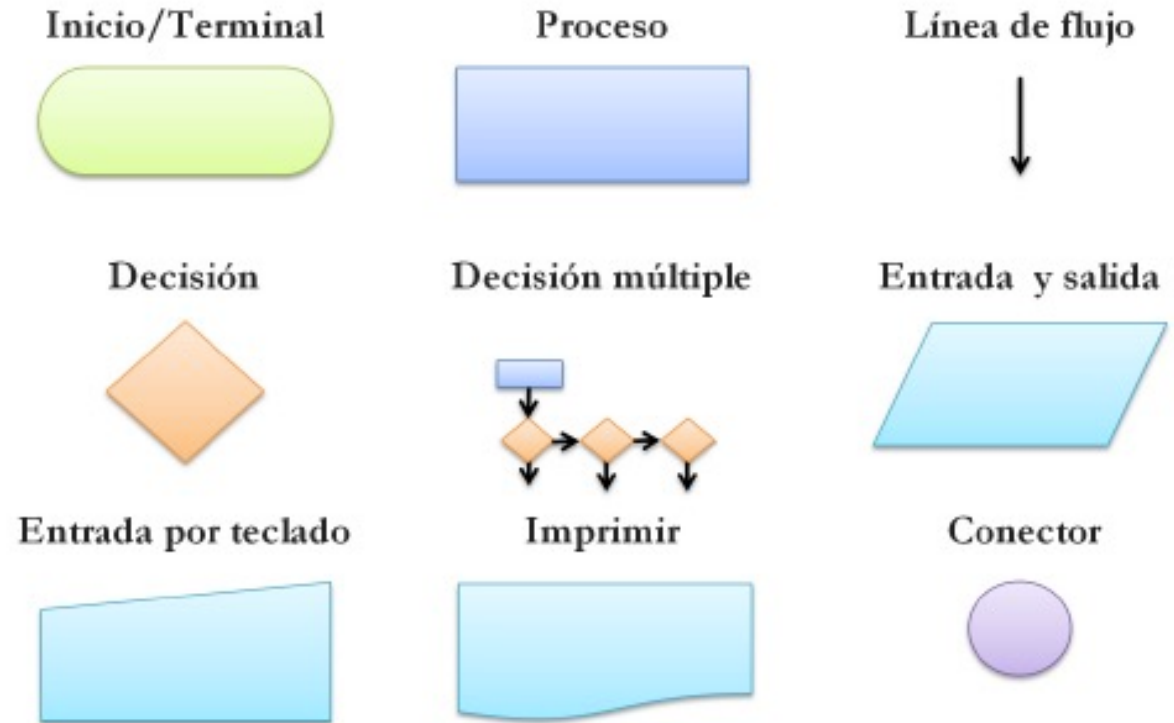 Inicio/Terminal
Proceso
Línea de flujo
Decisión
Decisión múltiple
Entrada y salida
Entrada por teclado
Imprimir
Conector